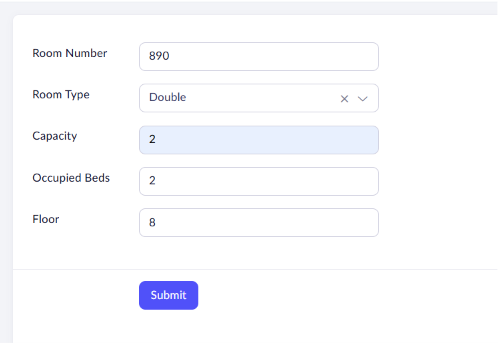 Room Number 890
Room Type Double
Capacity 2
Occupied Beds 2
Floor 8
Submit